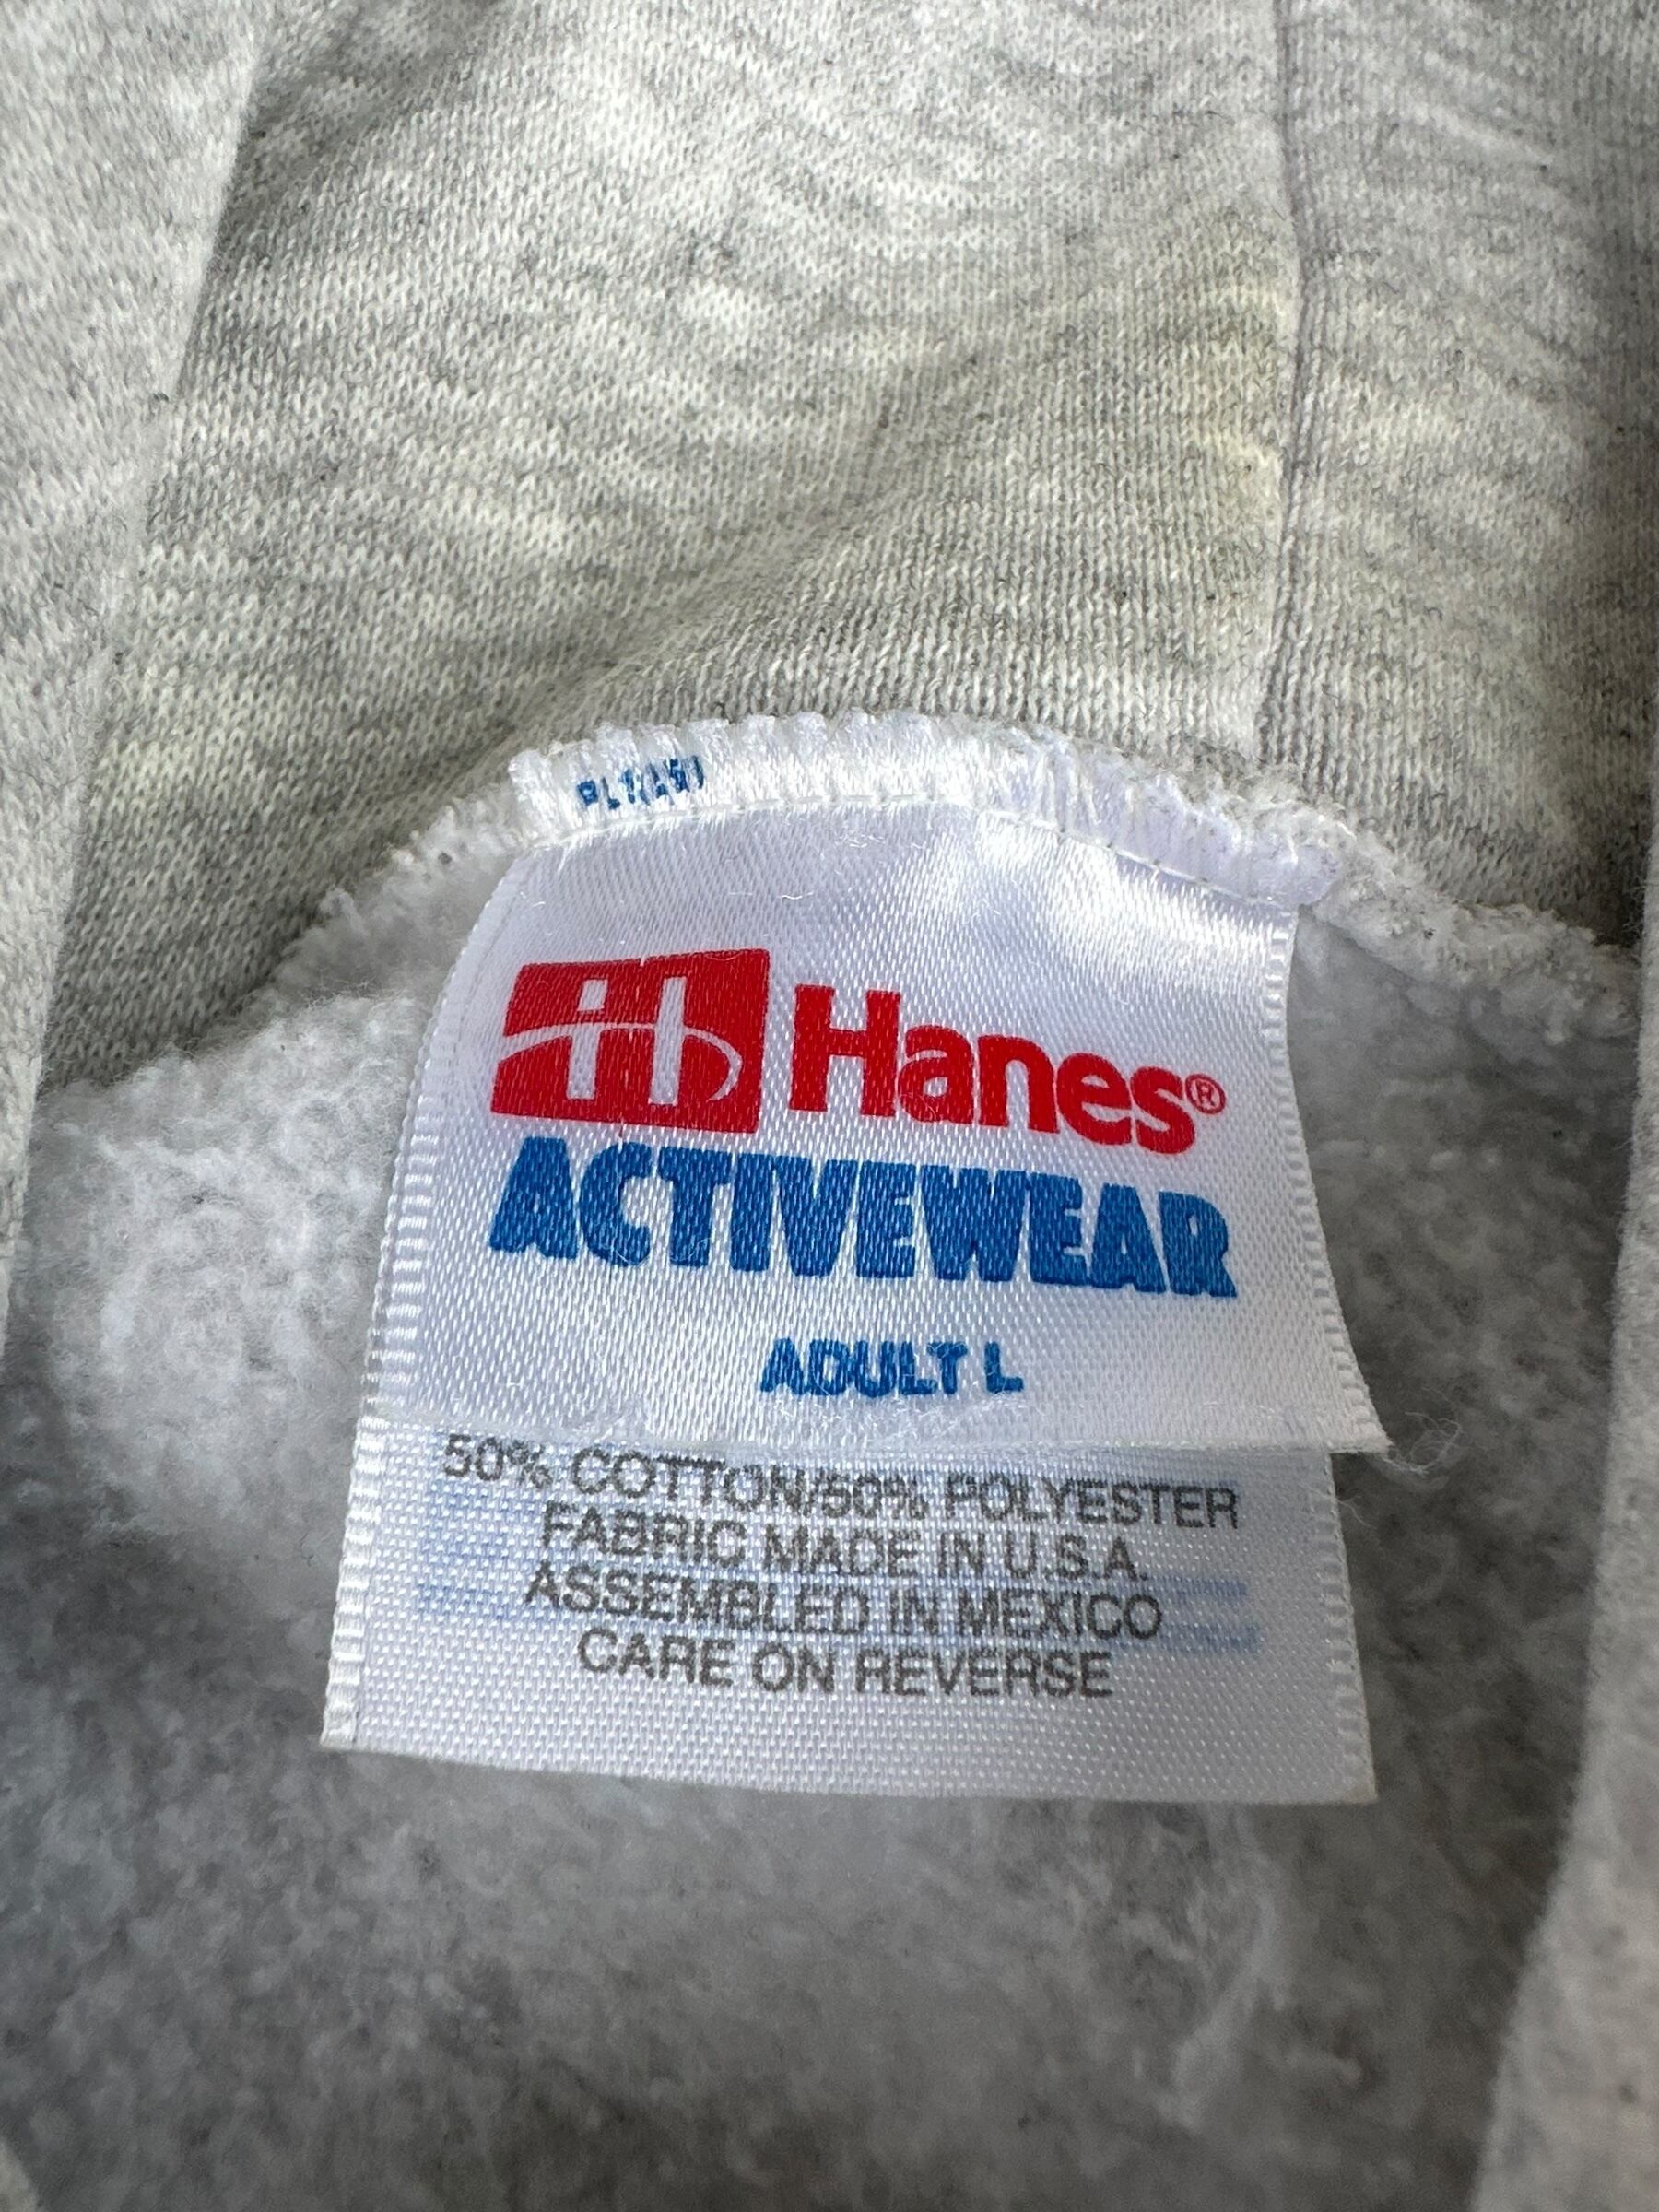 Hanes®
ACTIVEWEAR
ADULT L
50% COTTON/50% POLYESTER
FABRIC MADE IN U.S.A.
ASSEMBLED IN MEXICO
CARE ON REVERSE